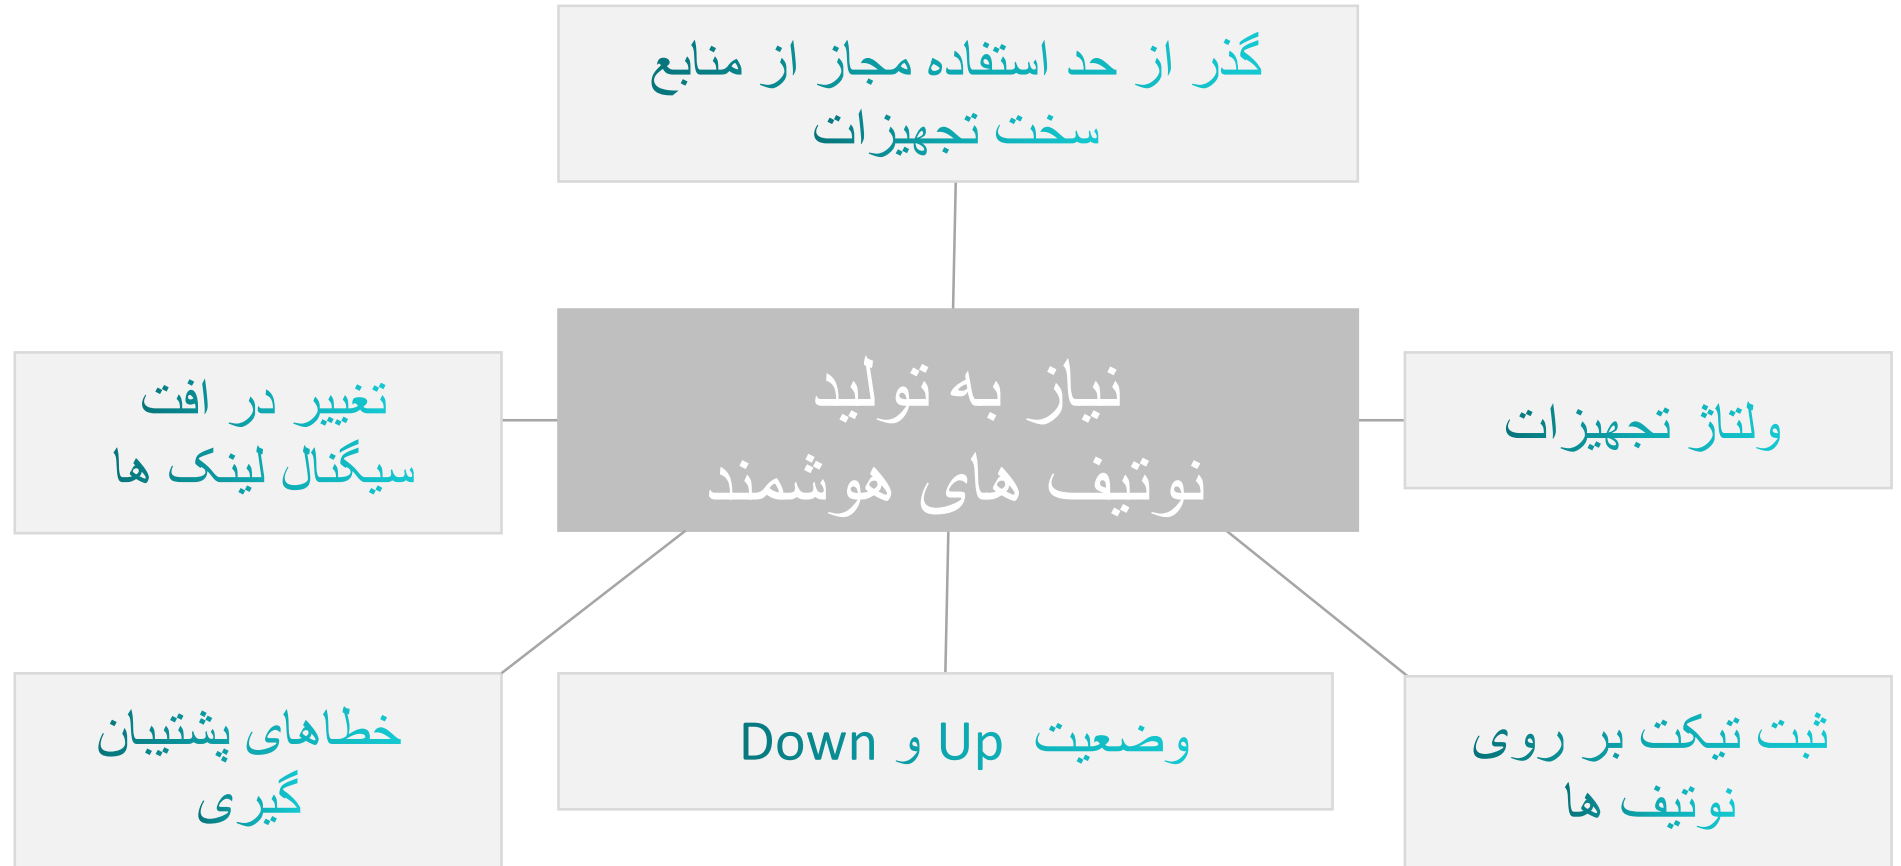 گذر از حد استفاده مجاز از منابع
سخت تجهیزات
نیاز به تولید
نوتیف های هوشمند
ولتاژ تجهیزات
تغییر در افت
سیگنال لینک ها
ثبت تیکت بر روی
نوتیف ها
وضعیت Up و Down
خطاهای پشتیبان
گیری